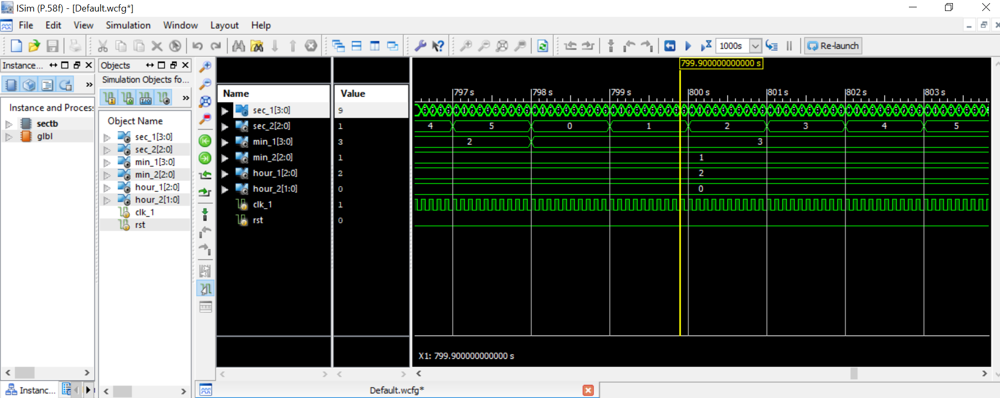 ISim (P.58f) - [Default.wcfg*]
File Edit View Simulation Window Layout Help
1000s Re-launch
Instance...
Instance and Process
sectb
glbl
Instanc...
Objects
Simulation Objects fo...
Object Name
sec_1[3:0]
sec_2[2:0]
min_1[3:0]
min_2[2:0]
hour_1[2:0]
hour_2[1:0]
clk_1
rst
Name Value
sec_1[3:0] 9
sec_2[2:0] 1
min_1[3:0] 3
min_2[2:0] 1
hour_1[2:0] 2
hour_2[1:0] 0
clk_1 1
rst 0
799.900000000000 s
797 s 798 s 799 s 800 s 801 s 802 s 803 s
4 5 0 1 2 3 4 5
2 3
1
2
0
X1: 799.900000000000 s
Default.wcfg*